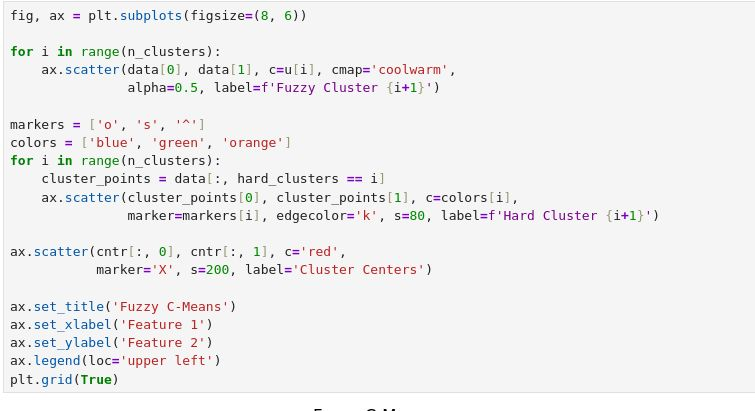 fig, ax = plt.subplots(figsize=(8, 6))

for i in range(n_clusters):
    ax.scatter(data[0], data[1], c=u[i], cmap='coolwarm',
               alpha=0.5, label=f'Fuzzy Cluster {i+1}')

markers = ['o', 's', '^']
colors = ['blue', 'green', 'orange']
for i in range(n_clusters):
    cluster_points = data[:, hard_clusters == i]
    ax.scatter(cluster_points[0], cluster_points[1], c=colors[i],
               marker=markers[i], edgecolor='k', s=80, label=f'Hard Cluster {i+1}')

ax.scatter(cntr[:, 0], cntr[:, 1], c='red',
           marker='X', s=200, label='Cluster Centers')

ax.set_title('Fuzzy C-Means')
ax.set_xlabel('Feature 1')
ax.set_ylabel('Feature 2')
ax.legend(loc='upper left')
plt.grid(True)